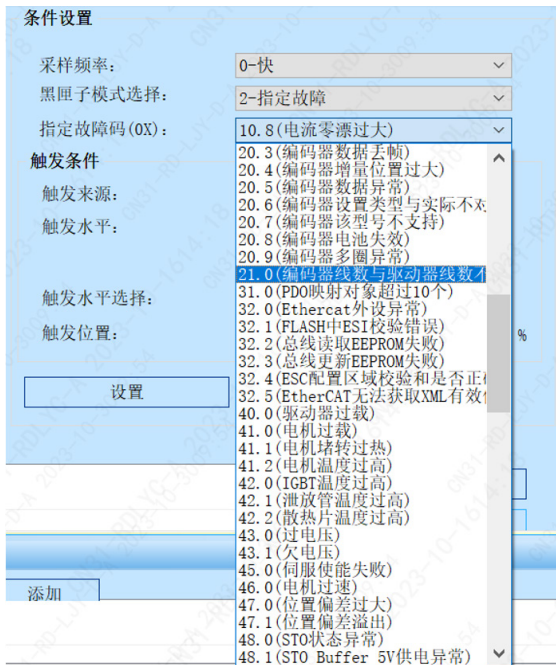 条件设置
采样频率：
0-快
黑匣子模式选择：
2-指定故障
指定故障码(0X)：
10.8(电流零漂过大)
触发条件
触发来源：
触发水平：
触发水平选择：
触发位置：
%
设置
添加
20.3(编码器数据丢帧)
20.4(编码器增量位置过大)
20.5(编码器数据异常)
20.6(编码器设置类型与实际不对
20.7(编码器该型号不支持)
20.8(编码器电池失效)
20.9(编码器多圈异常)
21.0(编码器线数与驱动器线数不
31.0(PDO映射对象超过10个)
32.0(Ethercat外设异常)
32.1(FLASH中ESI校验错误)
32.2(总线读取EEPROM失败)
32.3(总线更新EEPROM失败)
32.4(ESC配置区域校验和是否正
32.5(EtherCAT无法获取XML有效
40.0(驱动器过载)
41.0(电机过载)
41.1(电机堵转过热)
41.2(电机温度过高)
42.0(IGBT温度过高)
42.1(泄放管温度过高)
42.2(散热片温度过高)
43.0(过电压)
43.1(欠电压)
45.0(伺服使能失败)
46.0(电机过速)
47.0(位置偏差过大)
47.1(位置偏差溢出)
48.0(STO状态异常)
48.1(STO Buffer 5V供电异常)